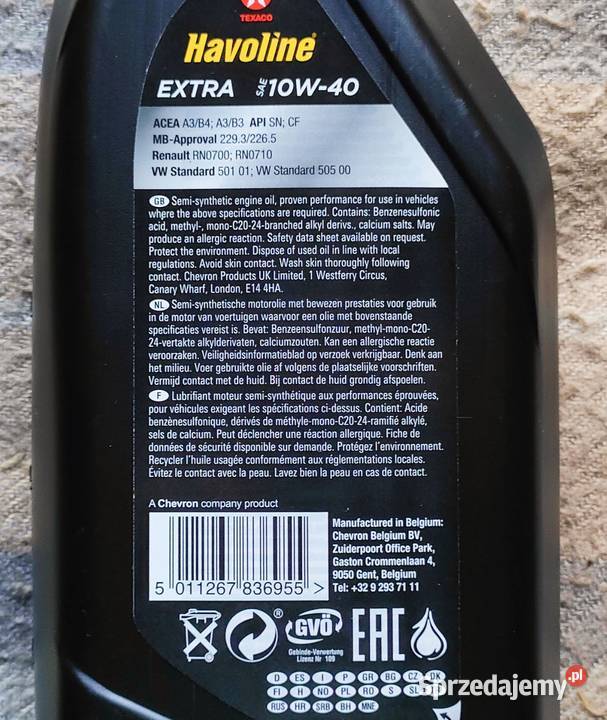 TEXACO
Havoline®
EXTRA SAE 10W-40
ACEA A3/B4; A3/B3 API SN; CF
MB-Approval 229.3/226.5
Renault RN0700; RN0710
VW Standard 501 01; VW Standard 505 00
GB Semi-synthetic engine oil, proven performance for use in vehicles
where the above specifications are required. Contains: Benzenesulfonic
acid, methyl-, mono-C20-24-branched alkyl derivs., calcium salts. May
produce an allergic reaction. Safety data sheet available on request.
Protect the environment. Dispose of used oil in line with local
regulations. Avoid skin contact. Wash skin thoroughly following
contact. Chevron Products UK Limited, 1 Westferry Circus,
Canary Wharf, London, E14 4HA.
NL Semi-synthetische motorolie met bewezen prestaties voor gebruik
in de motor van voertuigen waarvoor een olie met bovenstaande
specificaties vereist is. Bevat: Benzeensulfonzuur, methyl-mono-C20-
24-vertakte alkylderivaten, calciumzouten. Kan een allergische reactie
veroorzaken. Veiligheidsinformatieblad op verzoek verkrijgbaar. Denk aan
het milieu. Voer gebruikte olie af volgens de plaatselijke voorschriften.
Vermijd contact met de huid. Bij contact de huid grondig afspoelen.
F Lubrifiant moteur semi-synthétique aux performances éprouvées,
pour véhicules exigeant les spécifications ci-dessus. Contient: Acide
benzènesulfonique, dérivés de méthyle-mono-C20-24-ramifié alkylé,
sels de calcium. Peut déclencher une réaction allergique. Fiche de
données de sécurité disponible sur demande. Protégez l'environnement.
Recycler l'huile usagée conformément aux réglementations locales.
Évitez le contact avec la peau. Lavez bien la peau en cas de contact.
A Chevron company product
Manufactured in Belgium:
Chevron Belgium BV,
Zuiderpoort Office Park,
Gaston Crommenlaan 4,
9050 Gent, Belgium
Tel: +32 9 293 71 11
5 011267 836955 >
®
GVÖ
Gebinde-Verwertung
Lizenz Nr 109
EAC
D ES I P GR BG CZ DK
FI H NO PL RO S SL
RUS HR SRB BH MNE
Sprzedajemy.pl